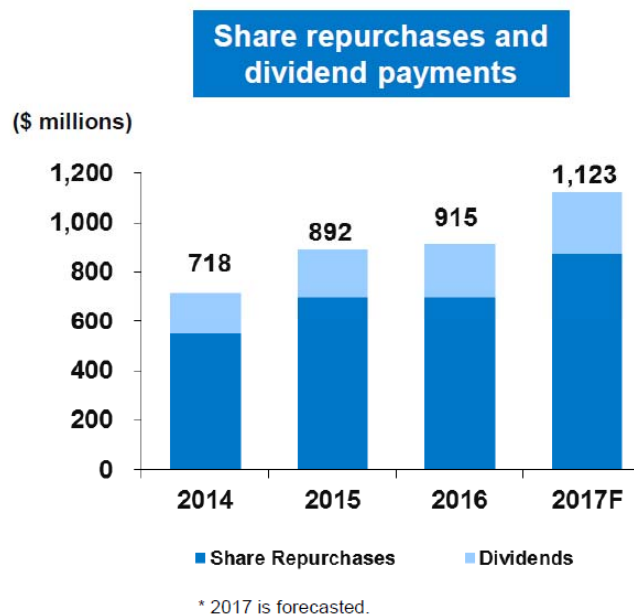 Share repurchases and
dividend payments
($ millions)
1,200
1,000
800
600
400
200
0
718
892
915
1,123
2014 2015 2016 2017F
Share Repurchases Dividends
* 2017 is forecasted.